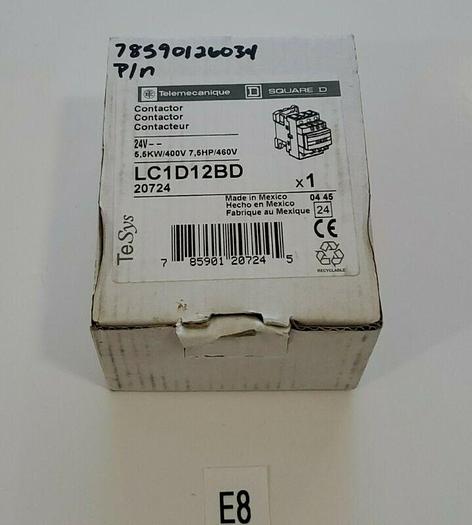 78590126034
P/n
Telemecanique D SQUARE D
Contactor
Contactor
Contacteur
24V --
5,5KW/400V 7,5HP/460V
LC1D12BD
20724
x1
Made in Mexico
Hecho en Mexico
Fabriqué au Mexique
04 45
24
CE
RECYCLABLE
TeSys
7 85901 20724 5
E8